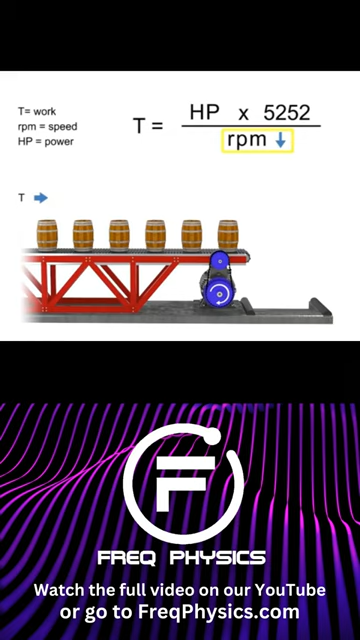 T= work
rpm = speed
HP = power
T = HP x 5252
rpm ↓
T
F
FREQ PHYSICS
Watch the full video on our YouTube
or go to FreqPhysics.com